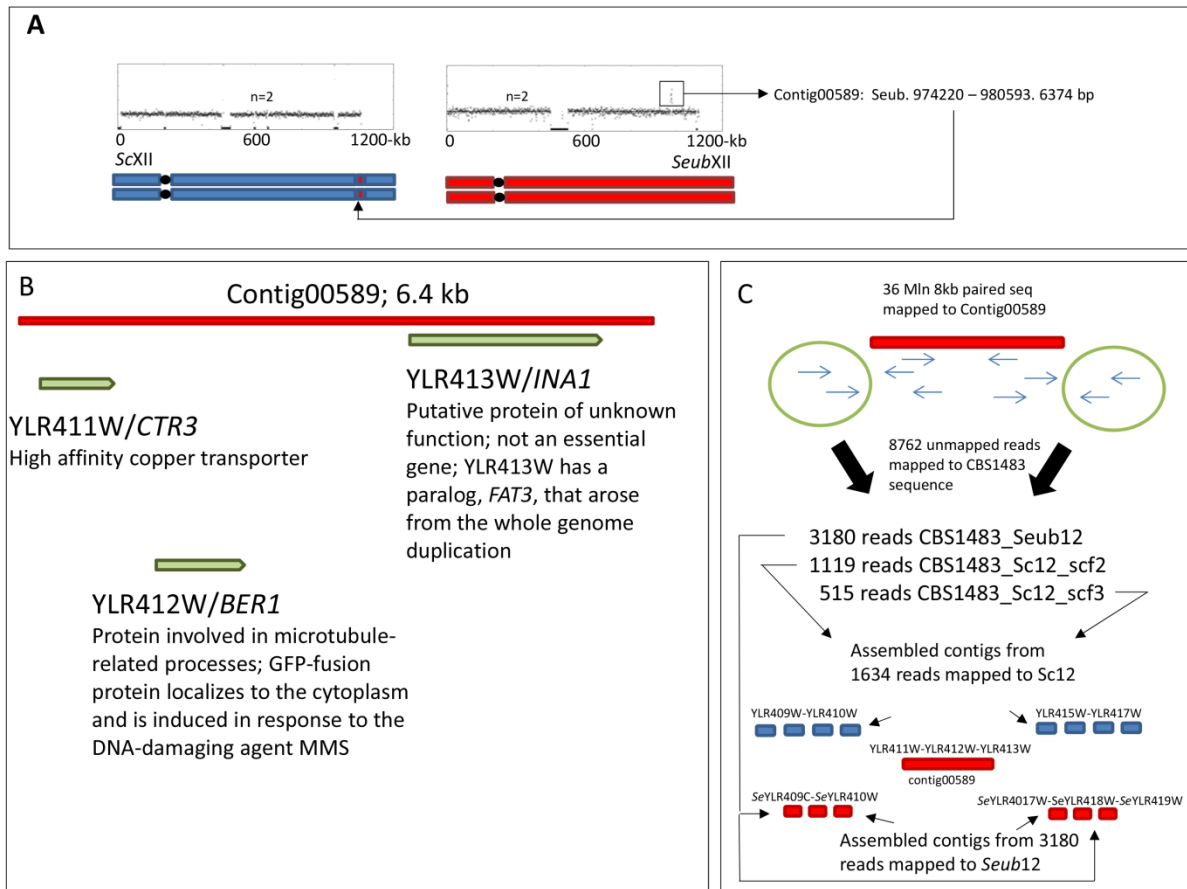 A
n=2
0 600 1200-kb
ScXII
n=2
0 600 1200-kb
SeubXII
Contig00589: Seub. 974220 – 980593. 6374 bp
B
Contig00589; 6.4 kb
YLR411W/CTR3
High affinity copper transporter
YLR412W/BER1
Protein involved in microtubule-
related processes; GFP-fusion
protein localizes to the cytoplasm
and is induced in response to the
DNA-damaging agent MMS
YLR413W/INA1
Putative protein of unknown
function; not an essential
gene; YLR413W has a
paralog, FAT3, that arose
from the whole genome
duplication
C
36 Mln 8kb paired seq
mapped to Contig00589
8762 unmapped reads
mapped to CBS1483
sequence
3180 reads CBS1483_Seub12
1119 reads CBS1483_Sc12_scf2
515 reads CBS1483_Sc12_scf3
Assembled contigs from
1634 reads mapped to Sc12
YLR409W-YLR410W
YLR415W-YLR417W
YLR411W-YLR412W-YLR413W
contig00589
SeYLR409C-SeYLR410W
SeYLR4017W-SeYLR418W-SeYLR419W
Assembled contigs from 3180
reads mapped to Seub12